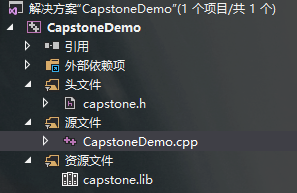 解决方案"CapstoneDemo"(1 个项目/共 1 个)
CapstoneDemo
引用
外部依赖项
头文件
capstone.h
源文件
CapstoneDemo.cpp
资源文件
capstone.lib